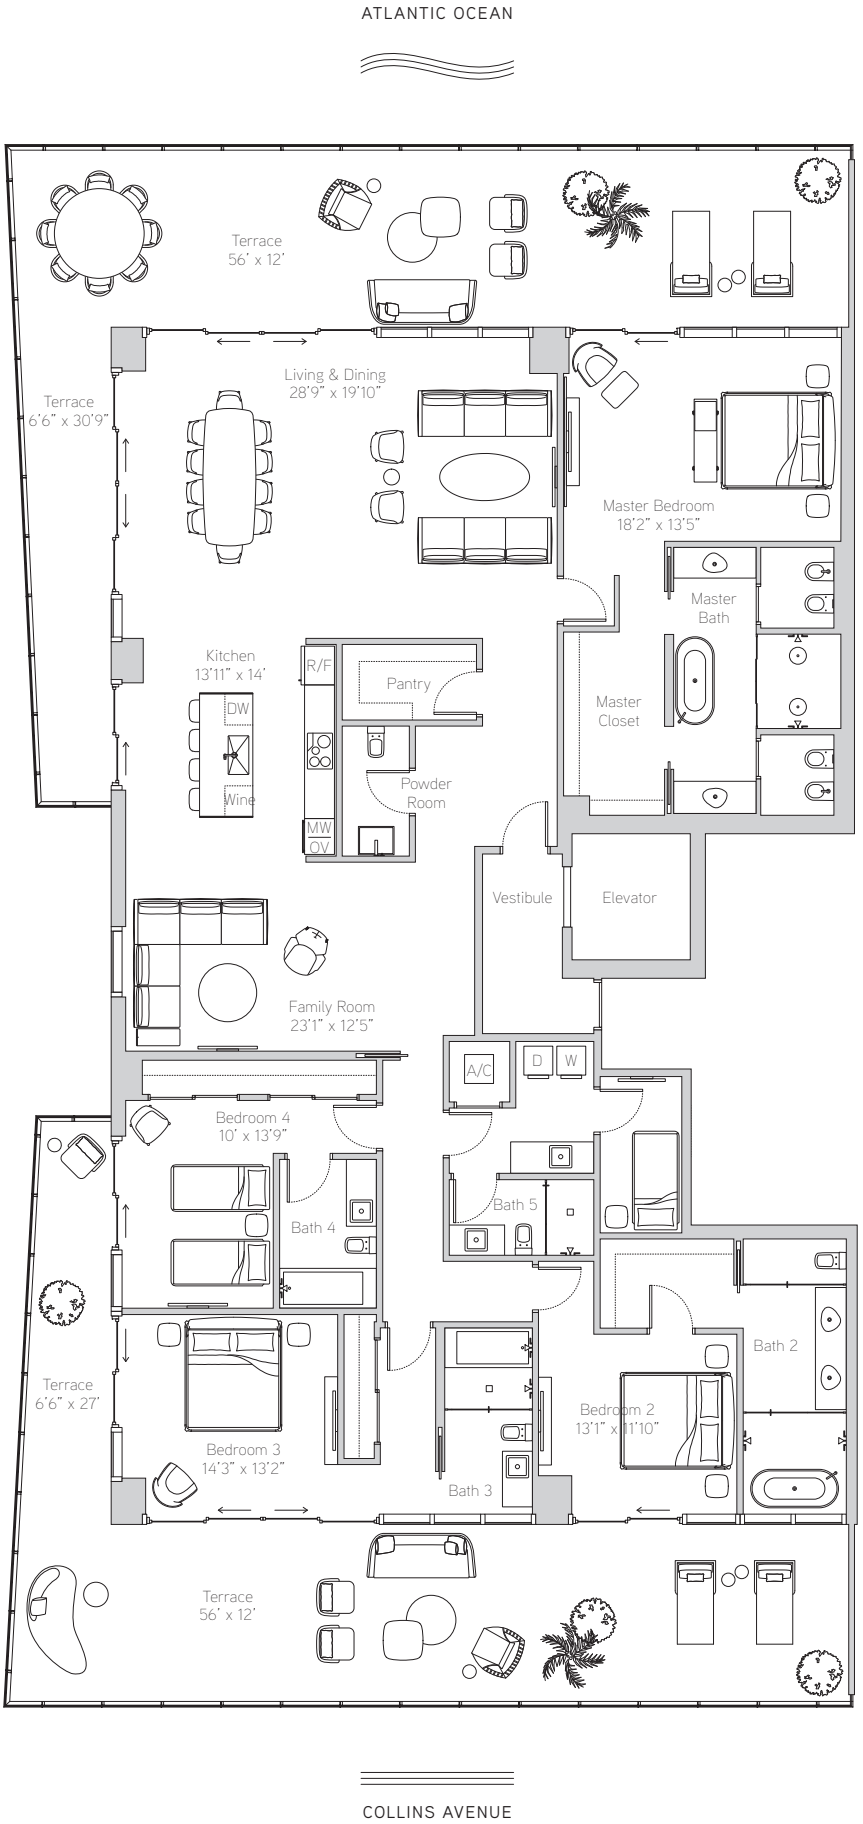 ATLANTIC OCEAN
Terrace
56’ x 12’
Living & Dining
28’9” x 19’10”
Terrace
6’6” x 30’9”
Master Bedroom
18’2” x 13’5”
Master
Bath
Kitchen
13’11” x 14’
R/F
Pantry
DW
Master
Closet
Wine
Powder
Room
MW
OV
Vestibule
Elevator
Family Room
23’1” x 12’5”
A/C
D
W
Bedroom 4
10’ x 13’9”
Bath 4
Bath 5
Terrace
6’6” x 27’
Bath 2
Bedroom 2
13’1” x 11’10”
Bedroom 3
14’3” x 13’2”
Bath 3
Terrace
56’ x 12’
COLLINS AVENUE